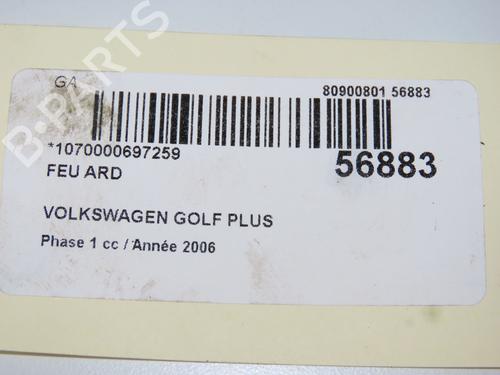 B-PARTS
GA
80900801 56883
*1070000697259
56883
FEU ARD
VOLKSWAGEN GOLF PLUS
Phase 1 cc / Année 2006